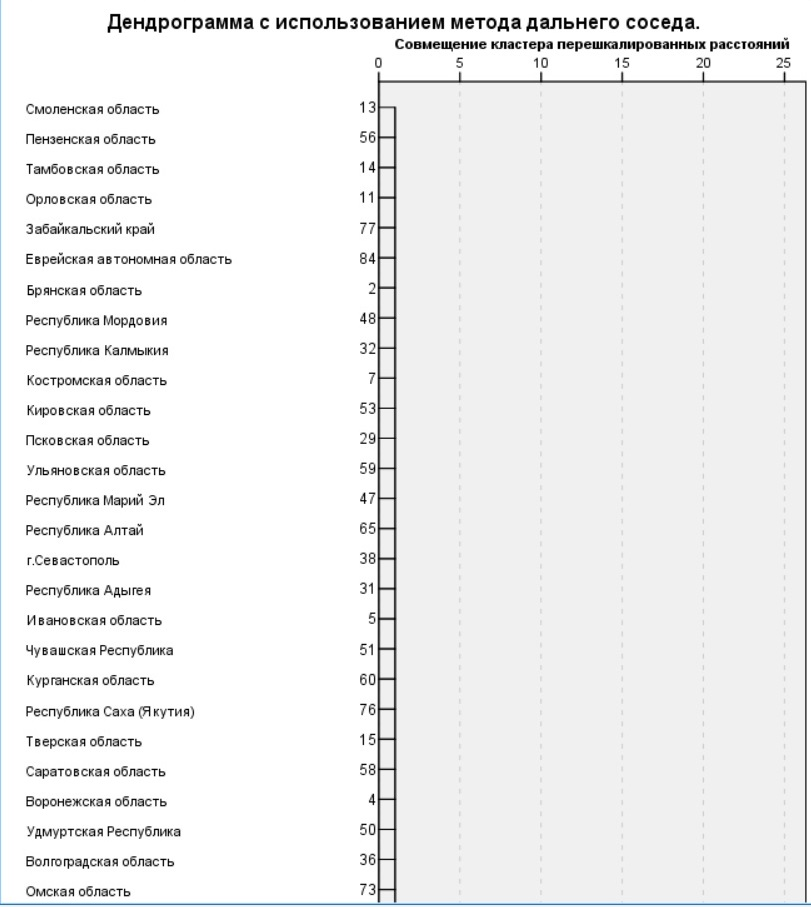 Дендрограмма с использованием метода дальнего соседа.
Совмещение кластера перешкалированных расстояний
0 5 10 15 20 25
Смоленская область 13
Пензенская область 56
Тамбовская область 14
Орловская область 11
Забайкальский край 77
Еврейская автономная область 84
Брянская область 2
Республика Мордовия 48
Республика Калмыкия 32
Костромская область 7
Кировская область 53
Псковская область 29
Ульяновская область 59
Республика Марий Эл 47
Республика Алтай 65
г.Севастополь 38
Республика Адыгея 31
Ивановская область 5
Чувашская Республика 51
Курганская область 60
Республика Саха (Якутия) 76
Тверская область 15
Саратовская область 58
Воронежская область 4
Удмуртская Республика 50
Волгоградская область 36
Омская область 73